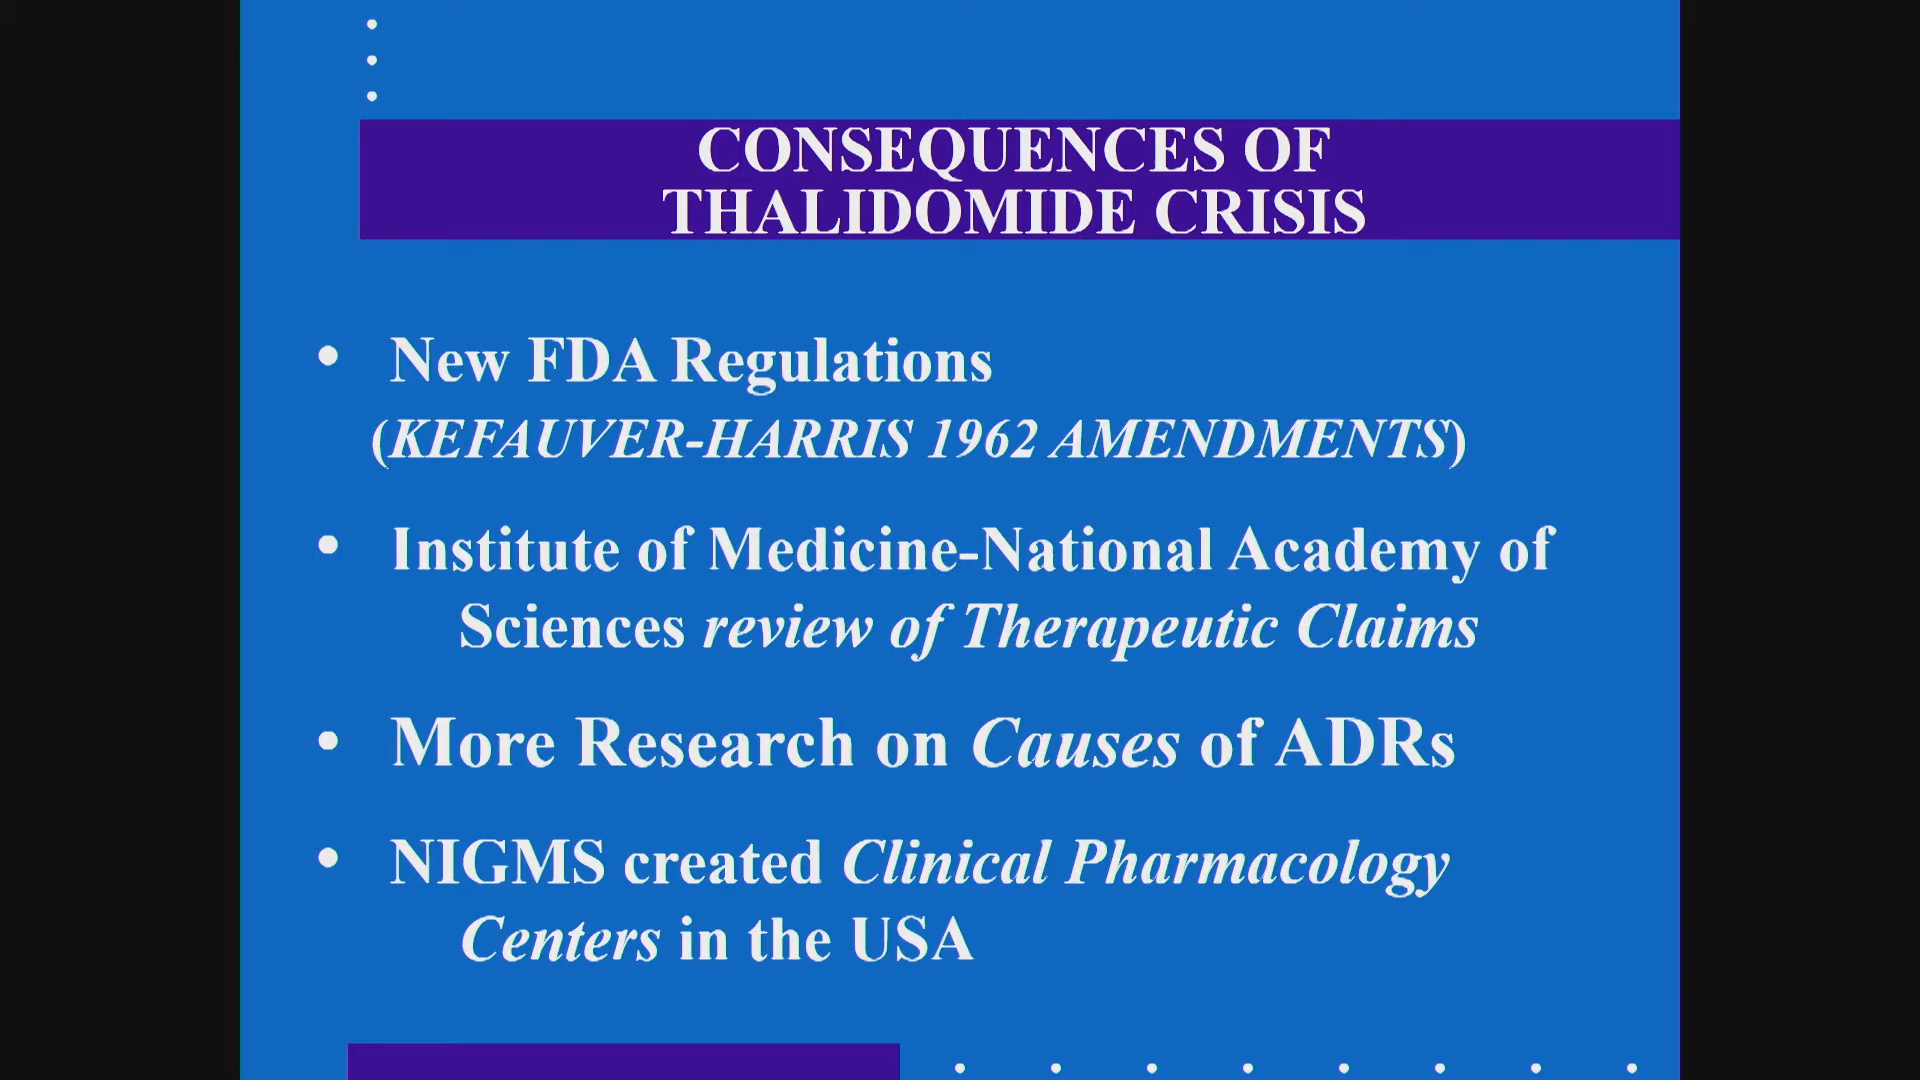 CONSEQUENCES OF
THALIDOMIDE CRISIS
• New FDA Regulations
(KEFAUVER-HARRIS 1962 AMENDMENTS)
• Institute of Medicine-National Academy of
Sciences review of Therapeutic Claims
• More Research on Causes of ADRs
• NIGMS created Clinical Pharmacology
Centers in the USA